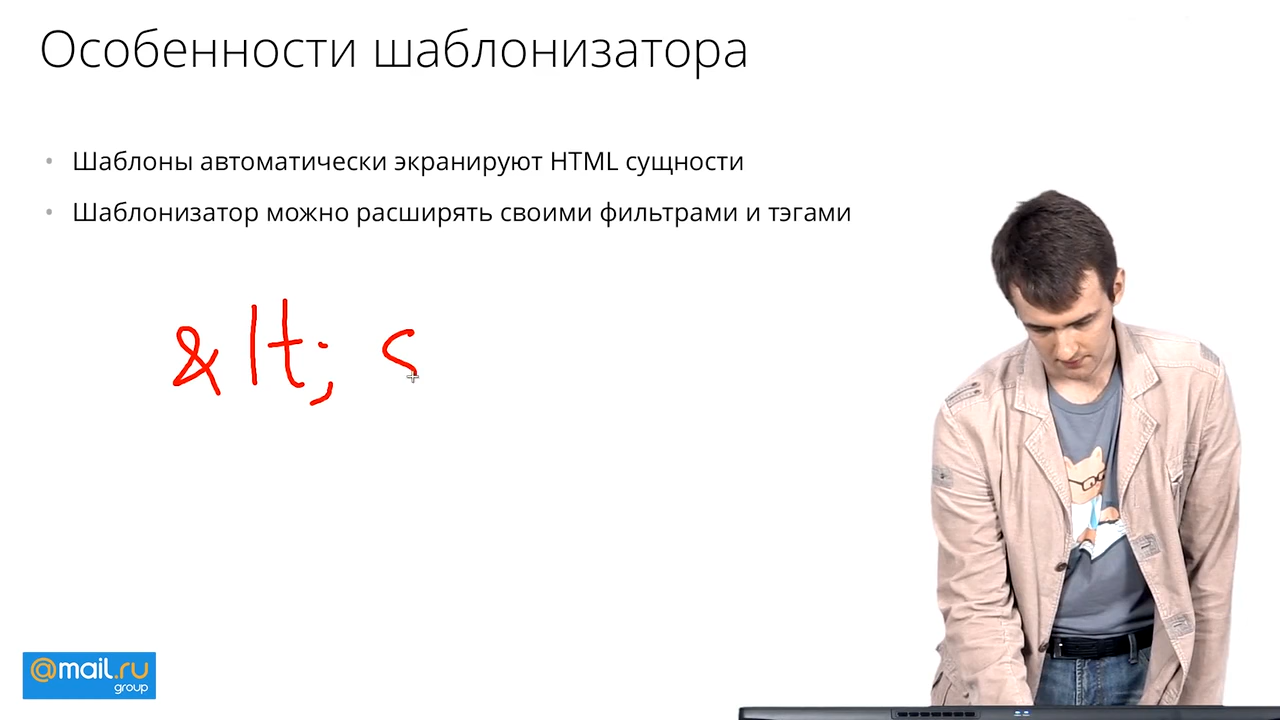 Особенности шаблонизатора
• Шаблоны автоматически экранируют HTML сущности
• Шаблонизатор можно расширять своими фильтрами и тэгами
&lt; s
@mail.ru
group